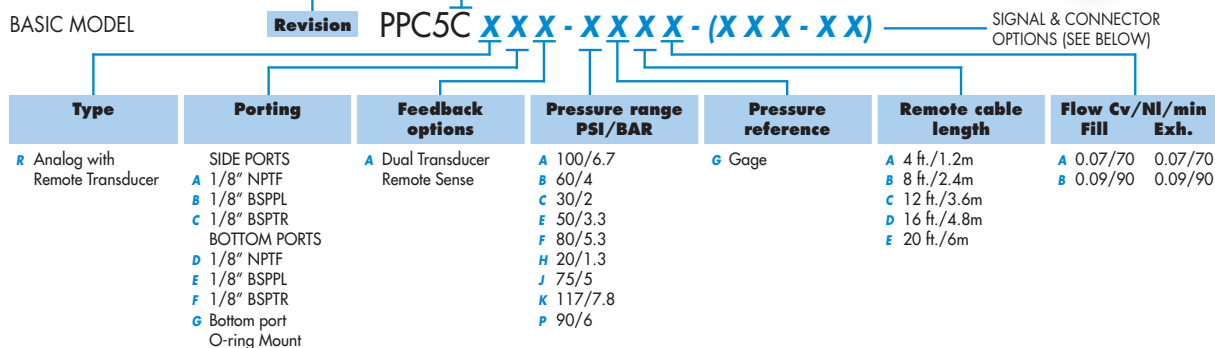 BASIC MODEL
Revision
PPC5C X X X - X X X X - (X X X - X X)
SIGNAL & CONNECTOR
OPTIONS (SEE BELOW)
Type
R Analog with
Remote Transducer
Porting
SIDE PORTS
A 1/8" NPTF
B 1/8" BSPPL
C 1/8" BSPTR
BOTTOM PORTS
D 1/8" NPTF
E 1/8" BSPPL
F 1/8" BSPTR
G Bottom port
O-ring Mount
Feedback
options
A Dual Transducer
Remote Sense
Pressure range
PSI/BAR
A 100/6.7
B 60/4
C 30/2
E 50/3.3
F 80/5.3
H 20/1.3
J 75/5
K 117/7.8
P 90/6
Pressure
reference
G Gage
Remote cable
length
A 4 ft./1.2m
B 8 ft./2.4m
C 12 ft./3.6m
D 16 ft./4.8m
E 20 ft./6m
Flow Cv/Nl/min
Fill Exh.
A 0.07/70 0.07/70
B 0.09/90 0.09/90